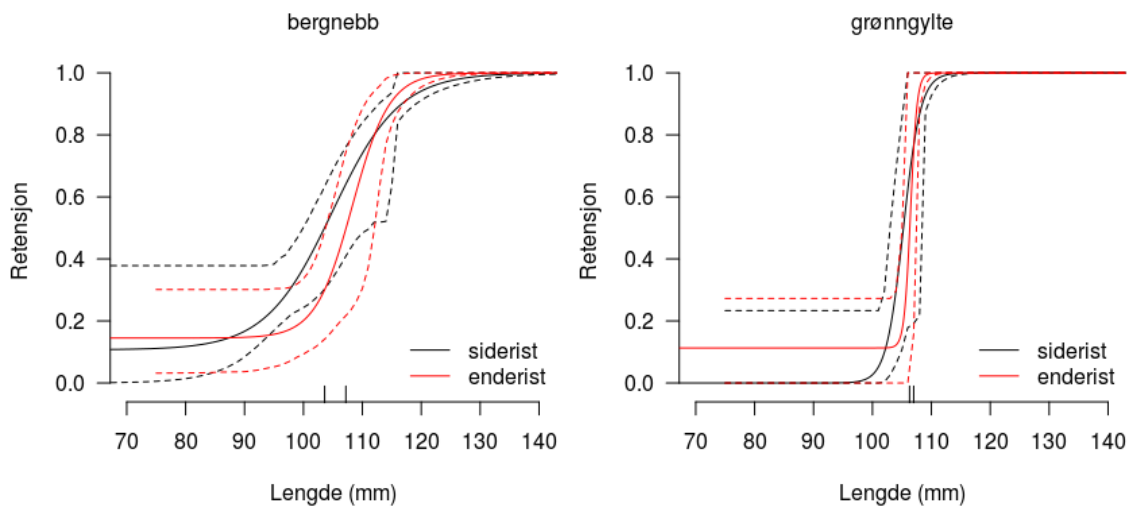 bergnebb
1.0
0.8
0.6
0.4
0.2
0.0
Retensjon
siderist
enderist
70 80 90 100 110 120 130 140
Lengde (mm)
grønngylte
1.0
0.8
0.6
0.4
0.2
0.0
Retensjon
siderist
enderist
70 80 90 100 110 120 130 140
Lengde (mm)